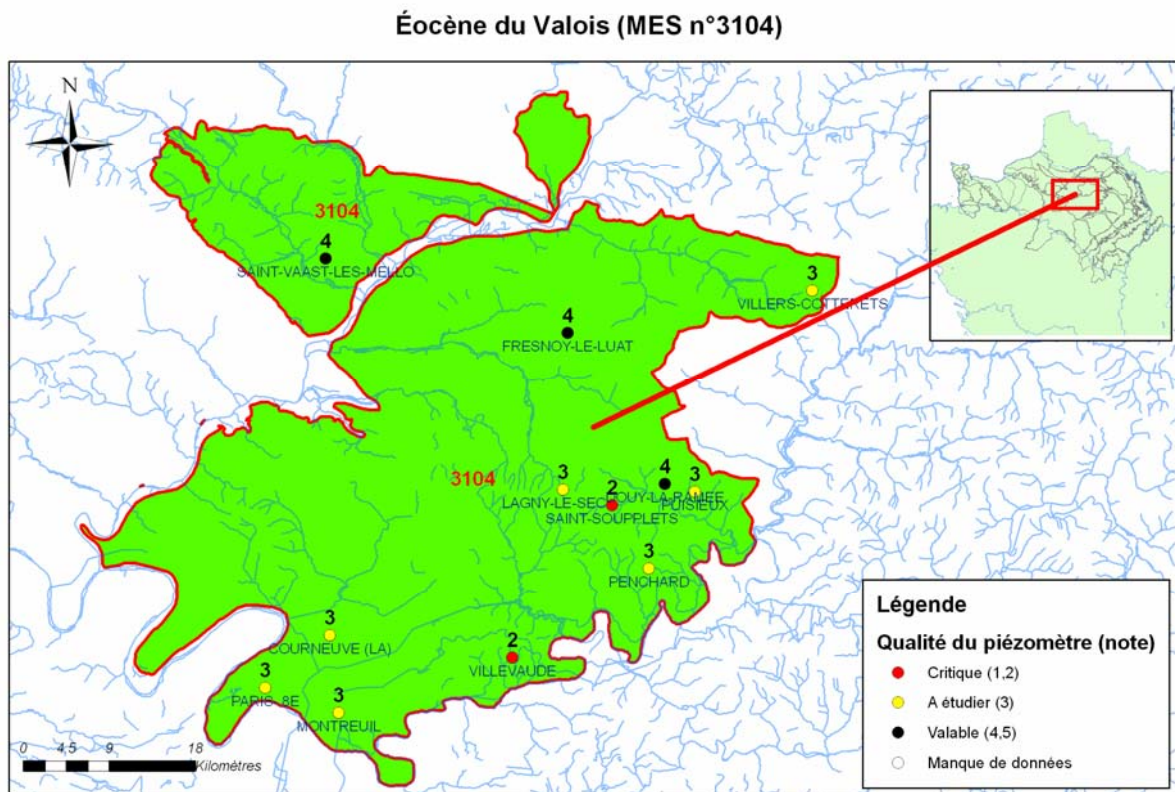 Éocène du Valois (MES n°3104)
N
3104
4
SAINT-VAAST-LES-MELLO
3
VILLERS-COTTERETS
4
FRESNOY-LE-LUAT
3104
3
LAGNY-LE-SEC
2
SAINT-SOUPPLETS
4
DOUY-LA-RAMEE
3
PUISIEUX
3
PENCHARD
3
COURNEUVE (LA)
2
VILLEVAUDE
3
PARIS 8E
3
MONTREUIL
0 4,5 9 18
Kilomètres
Légende
Qualité du piézomètre (note)
Critique (1,2)
A étudier (3)
Valable (4,5)
Manque de données